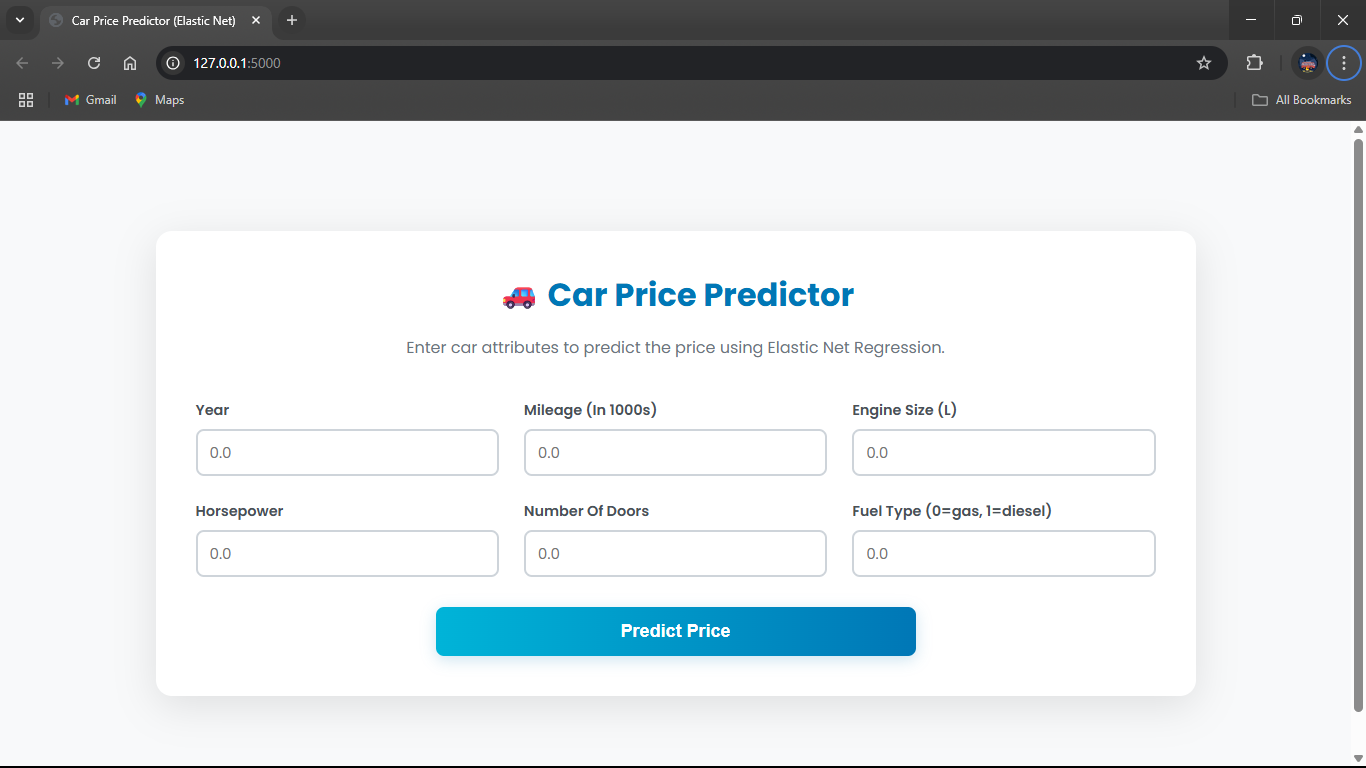 Car Price Predictor (Elastic Net)
127.0.0.1:5000
Gmail Maps All Bookmarks
Car Price Predictor
Enter car attributes to predict the price using Elastic Net Regression.
Year Mileage (In 1000s) Engine Size (L)
0.0 0.0 0.0
Horsepower Number Of Doors Fuel Type (0=gas, 1=diesel)
0.0 0.0 0.0
Predict Price